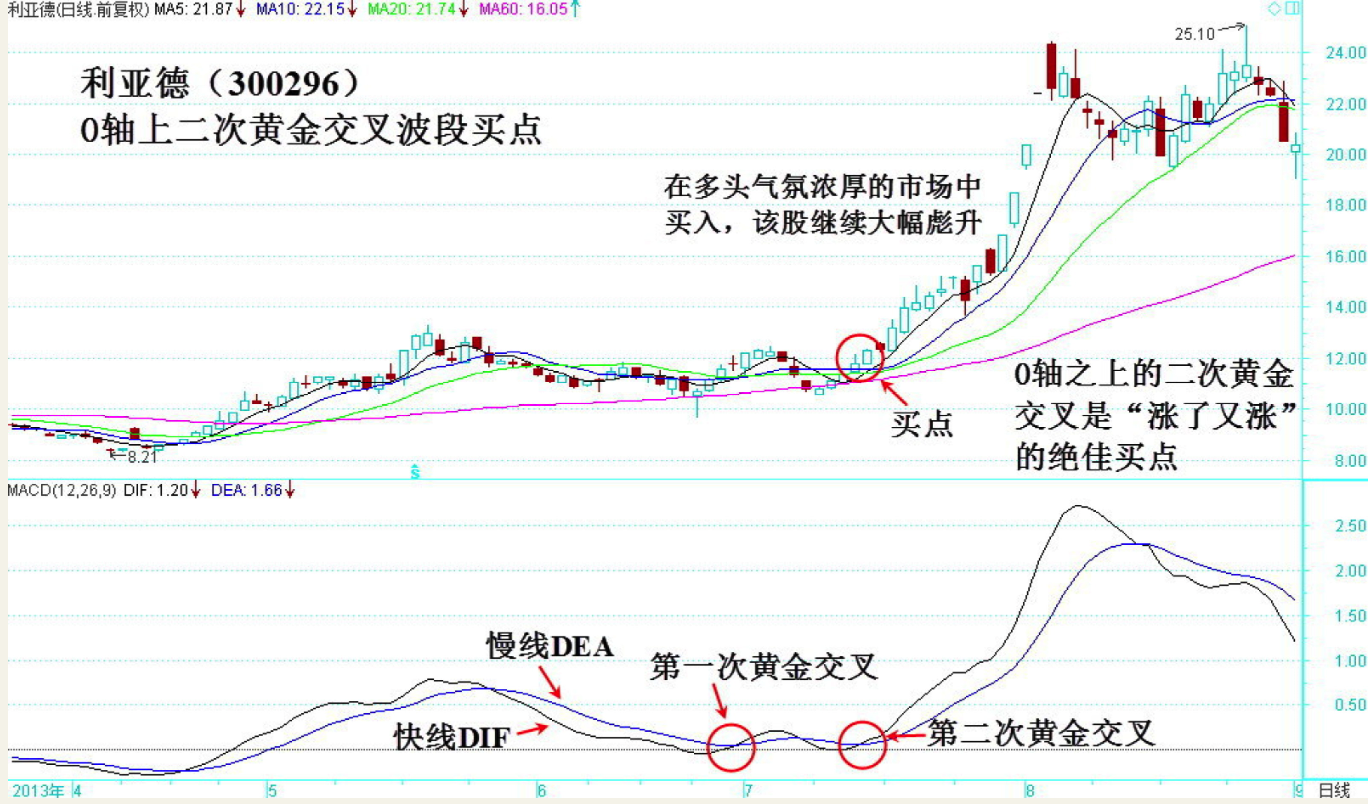 利亚德(日线.前复权) MA5: 21.87↓ MA10: 22.15↓ MA20: 21.74↓ MA60: 16.05↑
利亚德（300296）
0轴上二次黄金交叉波段买点
25.10
24.00
22.00
20.00
在多头气氛浓厚的市场中
买入，该股继续大幅彪升
18.00
16.00
14.00
12.00
0轴之上的二次黄金
交叉是“涨了又涨”
的绝佳买点
10.00
买点
8.21
8.00
S
MACD(12,26,9) DIF: 1.20↓ DEA: 1.66↓
2.50
2.00
1.50
1.00
0.50
慢线DEA
第一次黄金交叉
快线DIF
第二次黄金交叉
2013年 4 5 6 7 8 9 日线